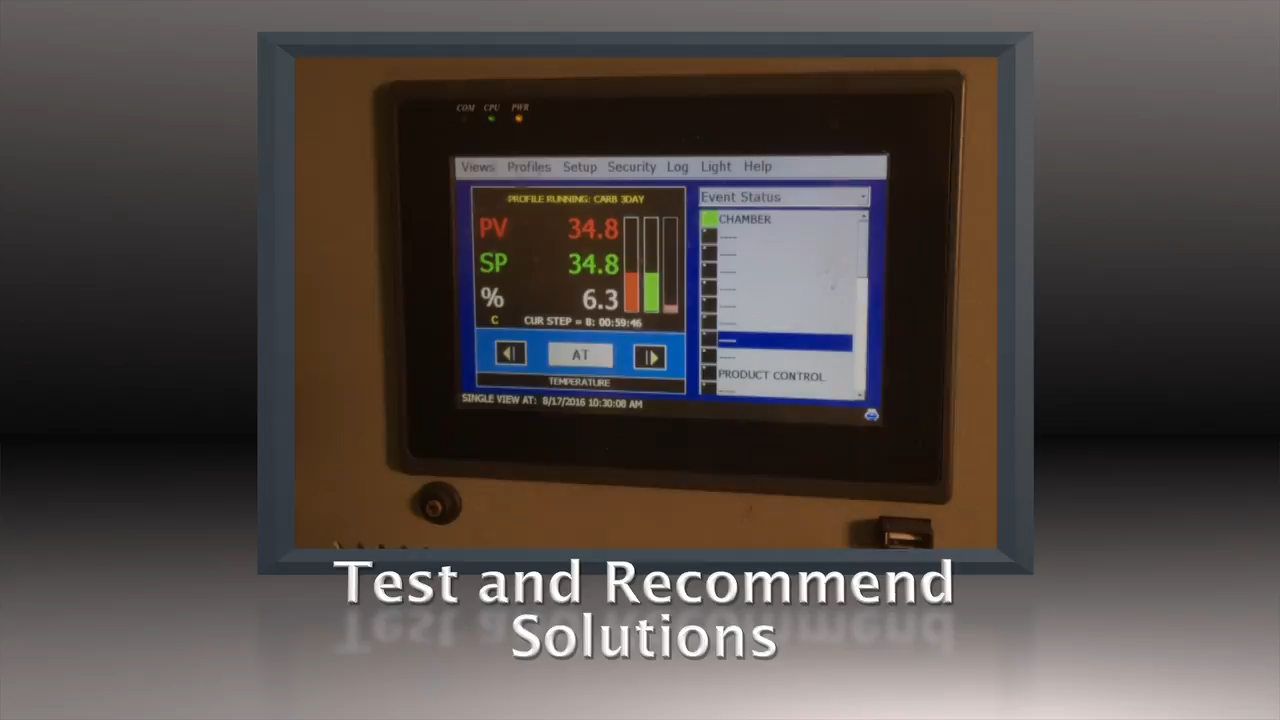 COM CPU PWR
Views Profiles Setup Security Log Light Help
PROFILE RUNNING: CARB 3DAY
PV 34.8
SP 34.8
% 6.3
C CUR STEP = 8: 00:59:46
AT
TEMPERATURE
SINGLE VIEW AT: 8/17/2016 10:30:08 AM
Event Status
CHAMBER
PRODUCT CONTROL
Test and Recommend
Solutions